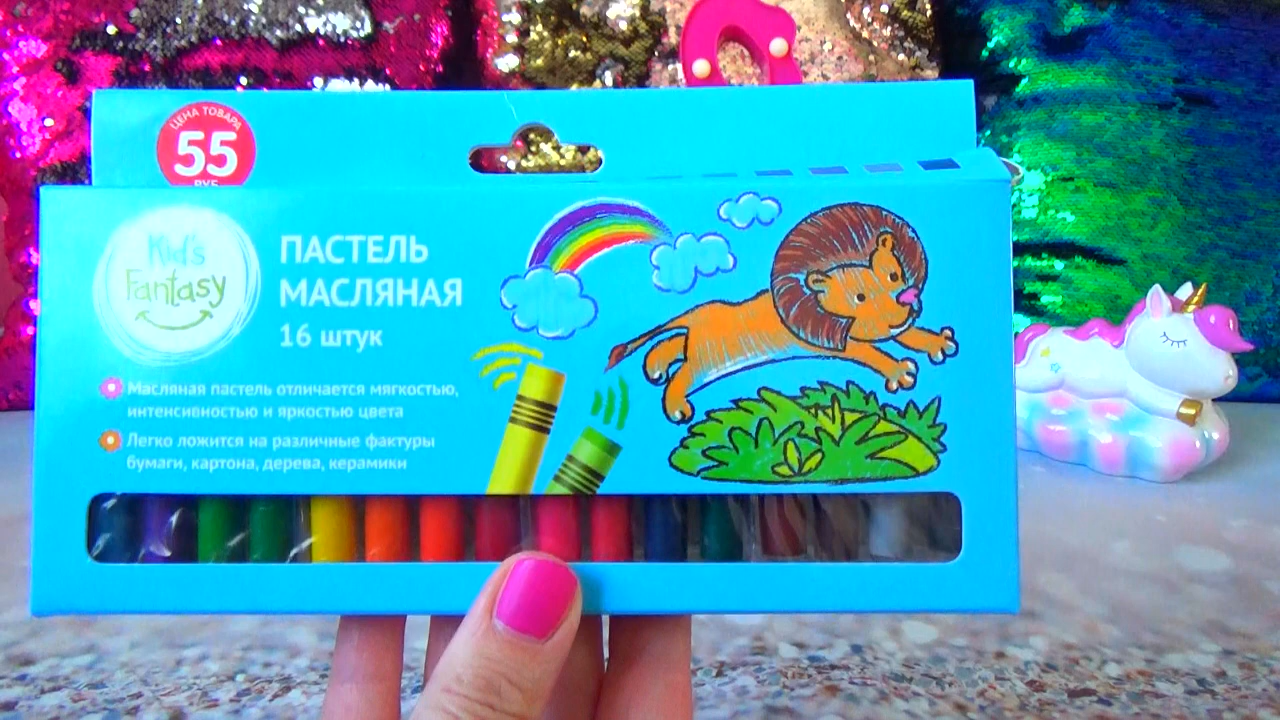 ЦЕНА ТОВАРА
55
РУБ
Kid's
Fantasy
ПАСТЕЛЬ
МАСЛЯНАЯ
16 штук
Масляная пастель отличается мягкостью,
интенсивностью и яркостью цвета
Легко ложится на различные фактуры
бумаги, картона, дерева, керамики